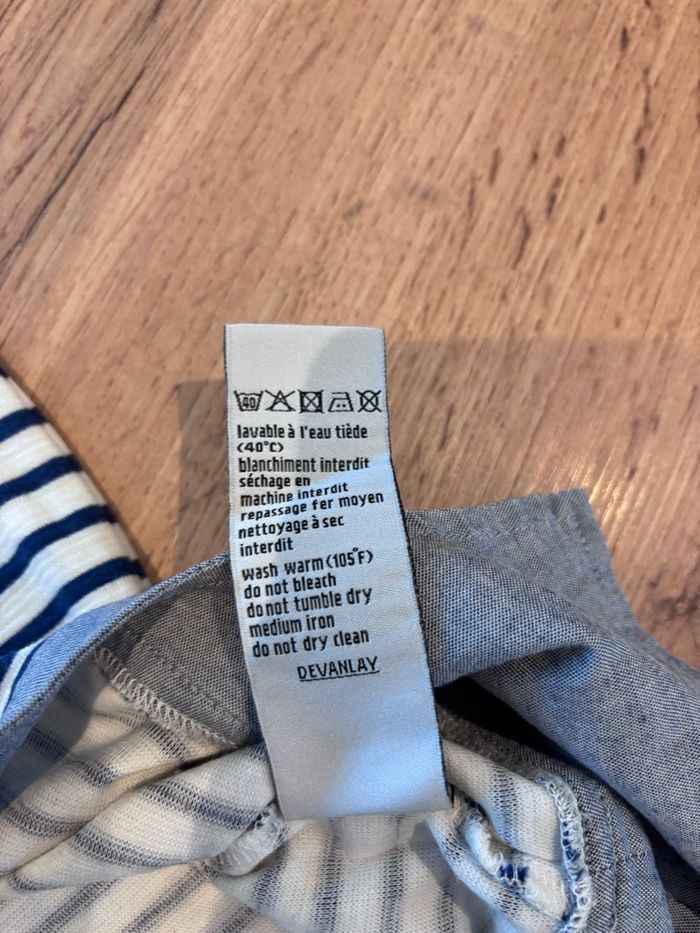 40
lavable à l'eau tiède
(40°C)
blanchiment interdit
séchage en
machine interdit
repassage fer moyen
nettoyage à sec
interdit
wash warm (105°F)
do not bleach
do not tumble dry
medium iron
do not dry clean
DEVANLAY